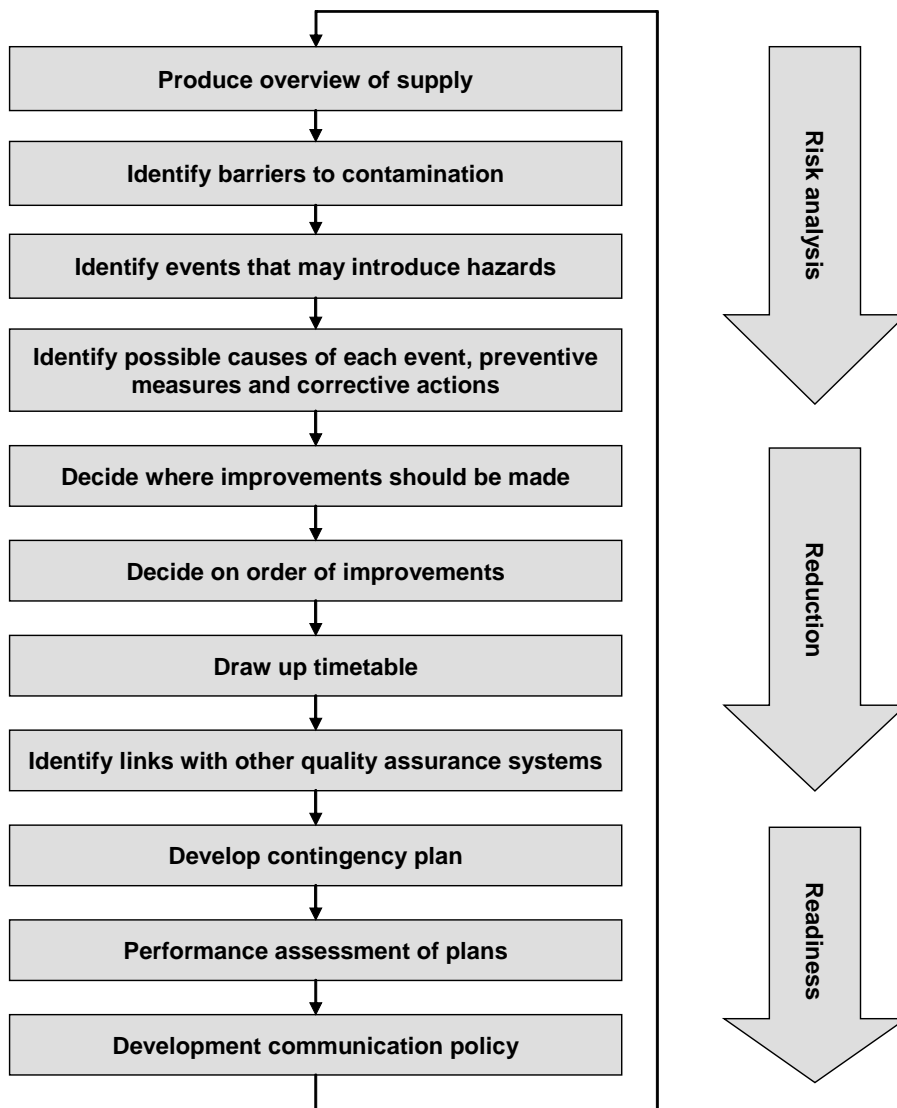 Produce overview of supply
Identify barriers to contamination
Identify events that may introduce hazards
Identify possible causes of each event, preventive
measures and corrective actions
Decide where improvements should be made
Decide on order of improvements
Draw up timetable
Identify links with other quality assurance systems
Develop contingency plan
Performance assessment of plans
Development communication policy
Risk analysis
Reduction
Readiness